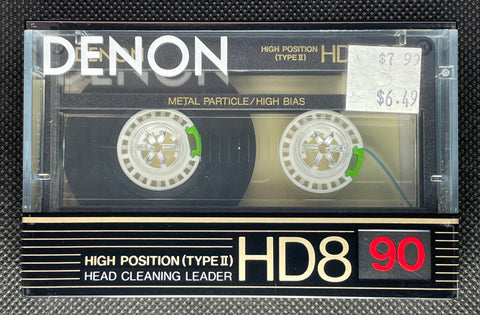 DENON
HIGH POSITION
(TYPE II)
HD
$7.99
$6.49
METAL PARTICLE/HIGH BIAS
HIGH POSITION (TYPE II)
HEAD CLEANING LEADER
HD8 90